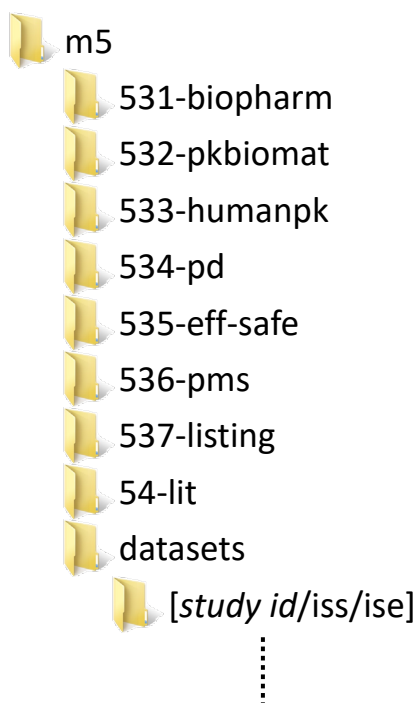 m5
531-biopharm
532-pkbiomat
533-humanpk
534-pd
535-eff-safe
536-pms
537-listing
54-lit
datasets
[study id/iss/ise]